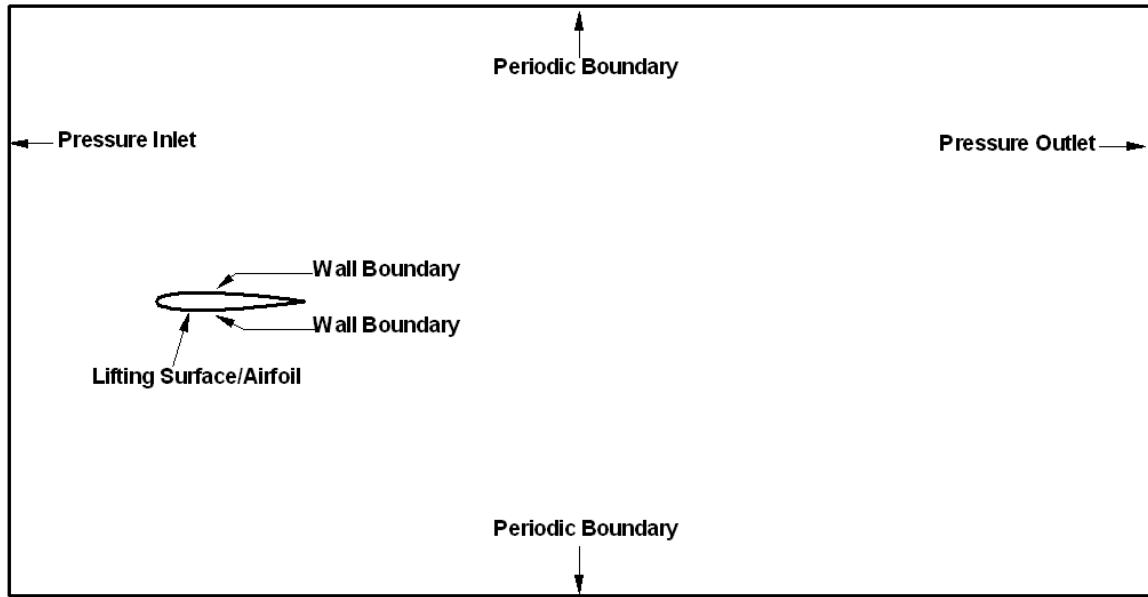 Periodic Boundary
Pressure Inlet
Pressure Outlet
Wall Boundary
Wall Boundary
Lifting Surface/Airfoil
Periodic Boundary